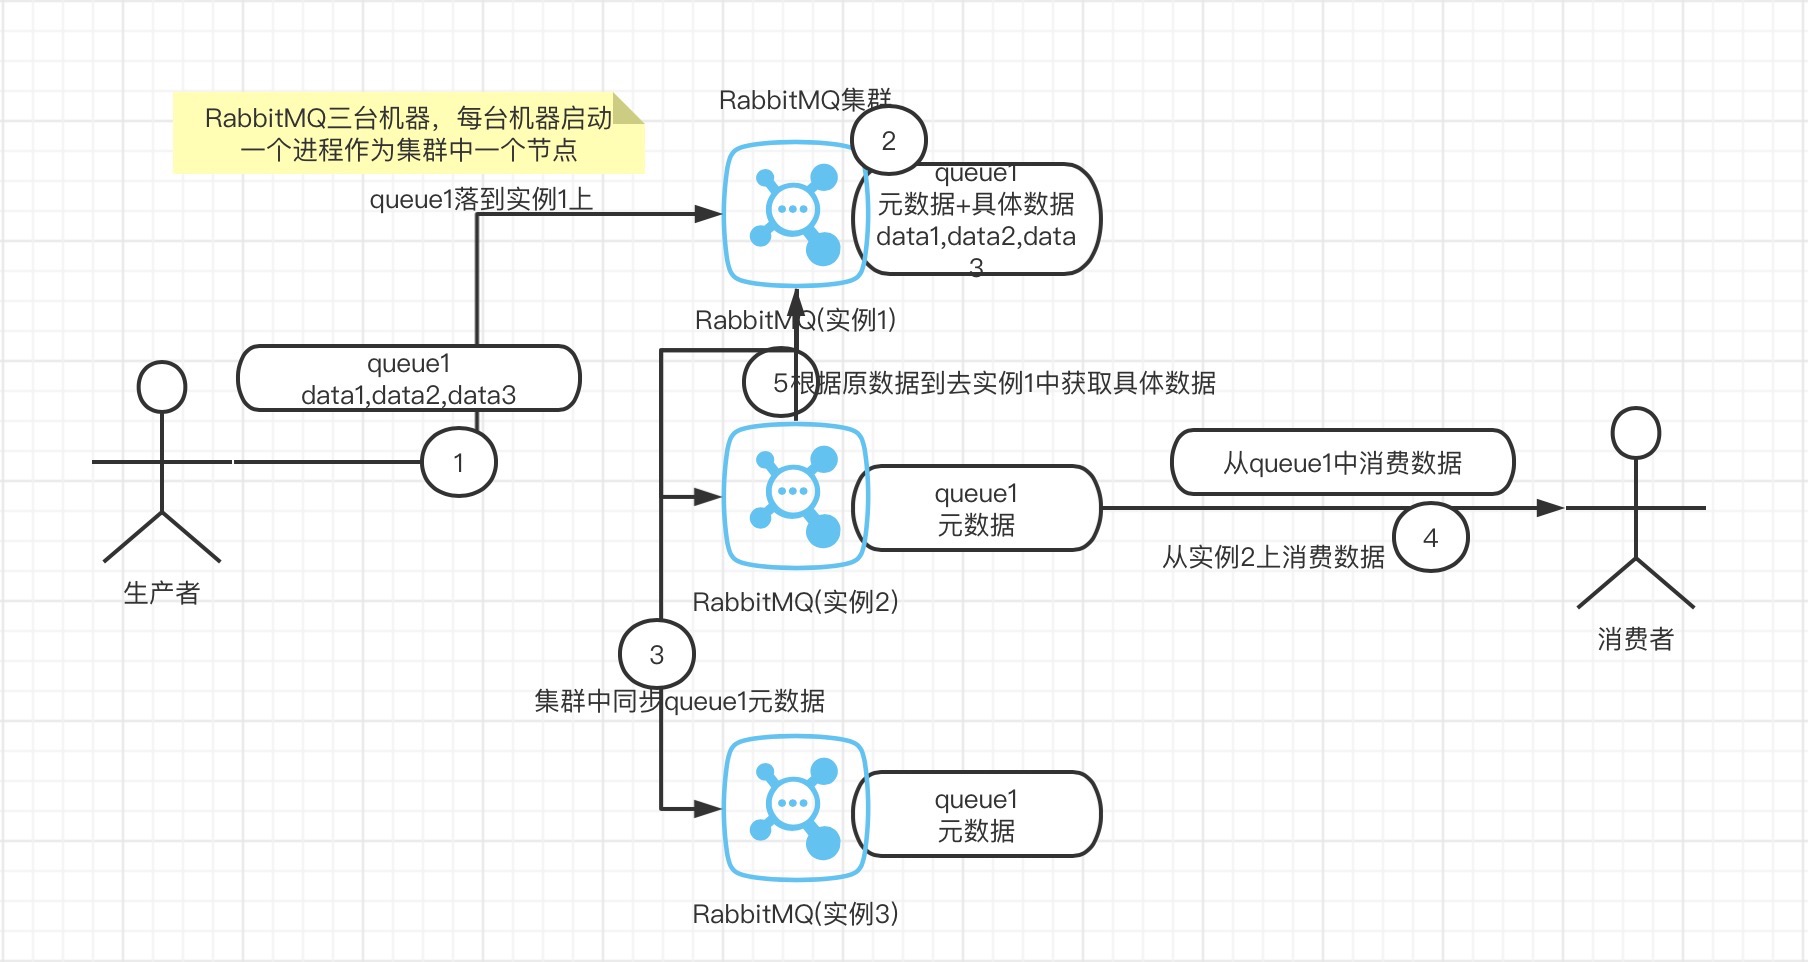 RabbitMQ集群
RabbitMQ三台机器，每台机器启动
一个进程作为集群中一个节点
2
queue1
元数据+具体数据
data1,data2,data
3
queue1落到实例1上
RabbitMQ(实例1)
queue1
data1,data2,data3
5根据原数据到去实例1中获取具体数据
1
从queue1中消费数据
queue1
元数据
4
从实例2上消费数据
生产者
RabbitMQ(实例2)
消费者
3
集群中同步queue1元数据
queue1
元数据
RabbitMQ(实例3)